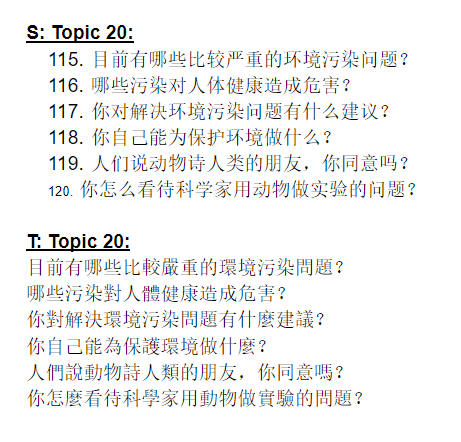 S: Topic 20:
115. 目前有哪些比较严重的环境污染问题？
116. 哪些污染对人体健康造成危害？
117. 你对解决环境污染问题有什么建议？
118. 你自己能为保护环境做什么？
119. 人们说动物诗人类的朋友，你同意吗？
120. 你怎么看待科学家用动物做实验的问题？
T: Topic 20:
目前有哪些比較嚴重的環境污染問題？
哪些污染對人體健康造成危害？
你對解決環境污染問題有什麼建議？
你自己能為保護環境做什麼？
人們說動物詩人類的朋友，你同意嗎？
你怎麼看待科學家用動物做實驗的問題？